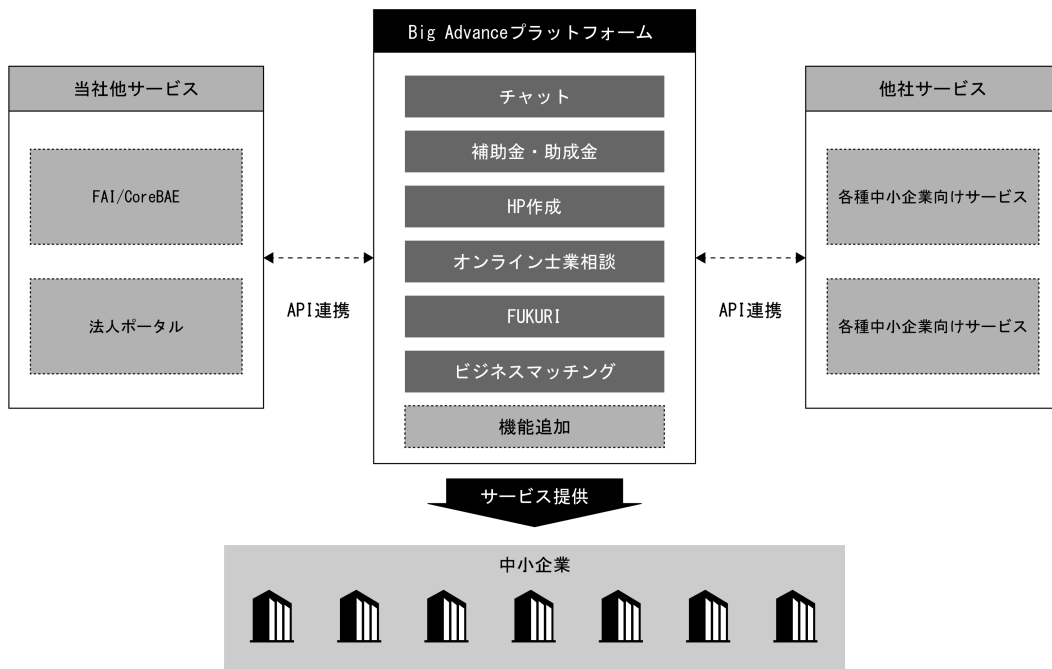 Big Advanceプラットフォーム
当社他サービス
FAI/CoreBAE
法人ポータル
API連携
チャット
補助金・助成金
HP作成
オンライン士業相談
FUKURI
ビジネスマッチング
機能追加
API連携
他社サービス
各種中小企業向けサービス
各種中小企業向けサービス
サービス提供
中小企業